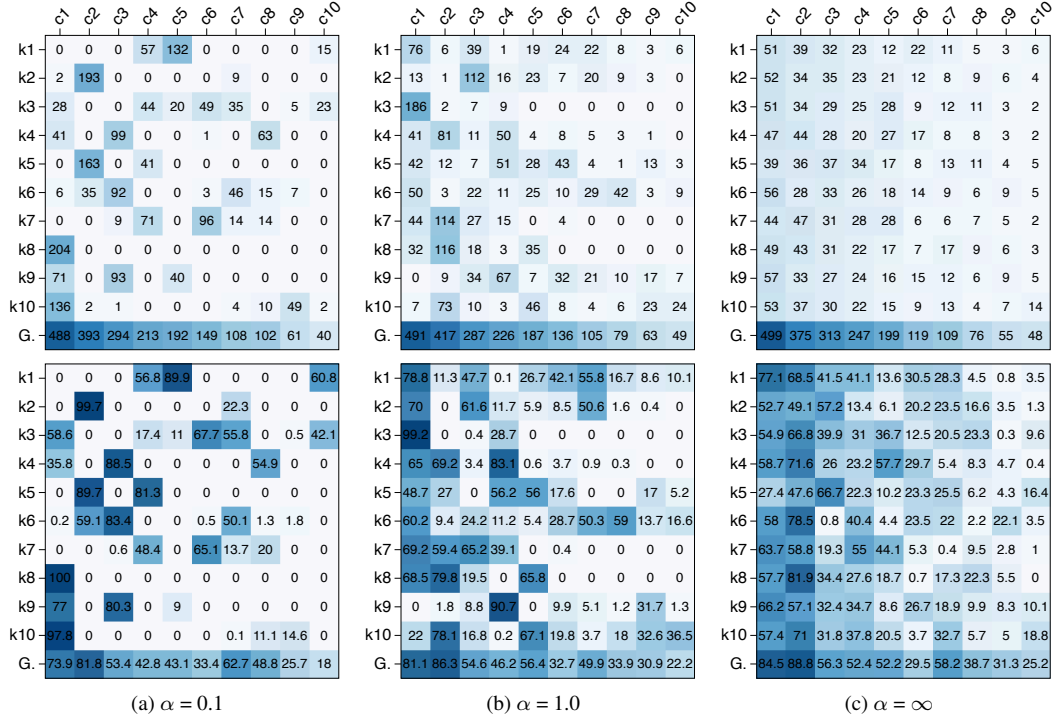 c1 c2 c3 c4 c5 c6 c7 c8 c9 c10
k1 0 0 0 57 132 0 0 0 0 15
k2 2 193 0 0 0 0 9 0 0 0
k3 28 0 0 44 20 49 35 0 5 23
k4 41 0 99 0 0 1 0 63 0 0
k5 0 163 0 41 0 0 0 0 0 0
k6 6 35 92 0 0 3 46 15 7 0
k7 0 0 9 71 0 96 14 14 0 0
k8 204 0 0 0 0 0 0 0 0 0
k9 71 0 93 0 40 0 0 0 0 0
k10 136 2 1 0 0 0 4 10 49 2
G. 488 393 294 213 192 149 108 102 61 40
k1 0 0 0 56.8 89.9 0 0 0 0 60.8
k2 0 99.7 0 0 0 0 22.3 0 0 0
k3 58.6 0 0 17.4 11 67.7 55.8 0 0.5 42.1
k4 35.8 0 88.5 0 0 0 0 54.9 0 0
k5 0 89.7 0 81.3 0 0 0 0 0 0
k6 0.2 59.1 83.4 0 0 0.5 50.1 1.3 1.8 0
k7 0 0 0.6 48.4 0 65.1 13.7 20 0 0
k8 100 0 0 0 0 0 0 0 0 0
k9 77 0 80.3 0 9 0 0 0 0 0
k10 97.8 0 0 0 0 0 0.1 11.1 14.6 0
G. 73.9 81.8 53.4 42.8 43.1 33.4 62.7 48.8 25.7 18
(a) α = 0.1
c1 c2 c3 c4 c5 c6 c7 c8 c9 c10
k1 76 6 39 1 19 24 22 8 3 6
k2 13 1 112 16 23 7 20 9 3 0
k3 186 2 7 9 0 0 0 0 0 0
k4 41 81 11 50 4 8 5 3 1 0
k5 42 12 7 51 28 43 4 1 13 3
k6 50 3 22 11 25 10 29 42 3 9
k7 44 114 27 15 0 4 0 0 0 0
k8 32 116 18 3 35 0 0 0 0 0
k9 0 9 34 67 7 32 21 10 17 7
k10 7 73 10 3 46 8 4 6 23 24
G. 491 417 287 226 187 136 105 79 63 49
k1 78.8 11.3 47.7 0.1 26.7 42.1 55.8 16.7 8.6 10.1
k2 70 0 61.6 11.7 5.9 8.5 50.6 1.6 0.4 0
k3 99.2 0 0.4 28.7 0 0 0 0 0 0
k4 65 69.2 3.4 83.1 0.6 3.7 0.9 0.3 0 0
k5 48.7 27 0 56.2 56 17.6 0 0 17 5.2
k6 60.2 9.4 24.2 11.2 5.4 28.7 50.3 59 13.7 16.6
k7 69.2 59.4 65.2 39.1 0 0.4 0 0 0 0
k8 68.5 79.8 19.5 0 65.8 0 0 0 0 0
k9 0 1.8 8.8 90.7 0 9.9 5.1 1.2 31.7 1.3
k10 22 78.1 16.8 0.2 67.1 19.8 3.7 18 32.6 36.5
G. 81.1 86.3 54.6 46.2 56.4 32.7 49.9 33.9 30.9 22.2
(b) α = 1.0
c1 c2 c3 c4 c5 c6 c7 c8 c9 c10
k1 51 39 32 23 12 22 11 5 3 6
k2 52 34 35 23 21 12 8 9 6 4
k3 51 34 29 25 28 9 12 11 3 2
k4 47 44 28 20 27 17 8 8 3 2
k5 39 36 37 34 17 8 13 11 4 5
k6 56 28 33 26 18 14 9 6 9 5
k7 44 47 31 28 28 6 6 7 5 2
k8 49 43 31 22 17 7 17 9 6 3
k9 57 33 27 24 16 15 12 6 9 5
k10 53 37 30 22 15 9 13 4 7 14
G. 499 375 313 247 199 119 109 76 55 48
k1 77.1 68.5 41.5 41.1 13.6 30.5 28.3 4.5 0.8 3.5
k2 52.7 49.1 57.2 13.4 6.1 20.2 23.5 16.6 3.5 1.3
k3 54.9 66.8 39.9 31 36.7 12.5 20.5 23.3 0.3 9.6
k4 58.7 71.6 26 23.2 57.7 29.7 5.4 8.3 4.7 0.4
k5 27.4 47.6 66.7 22.3 10.2 23.3 25.5 6.2 4.3 16.4
k6 58 78.5 0.8 40.4 4.4 23.5 22 2.2 22.1 3.5
k7 63.7 58.8 19.3 55 44.1 5.3 0.4 9.5 2.8 1
k8 57.7 81.9 34.4 27.6 18.7 0.7 17.3 22.3 5.5 0
k9 66.2 57.1 32.4 34.7 8.6 26.7 18.9 9.9 8.3 10.1
k10 57.4 71 31.8 37.8 20.5 3.7 32.7 5.7 5 18.8
G. 84.5 88.8 56.3 52.4 52.2 29.5 58.2 38.7 31.3 25.2
(c) α = ∞